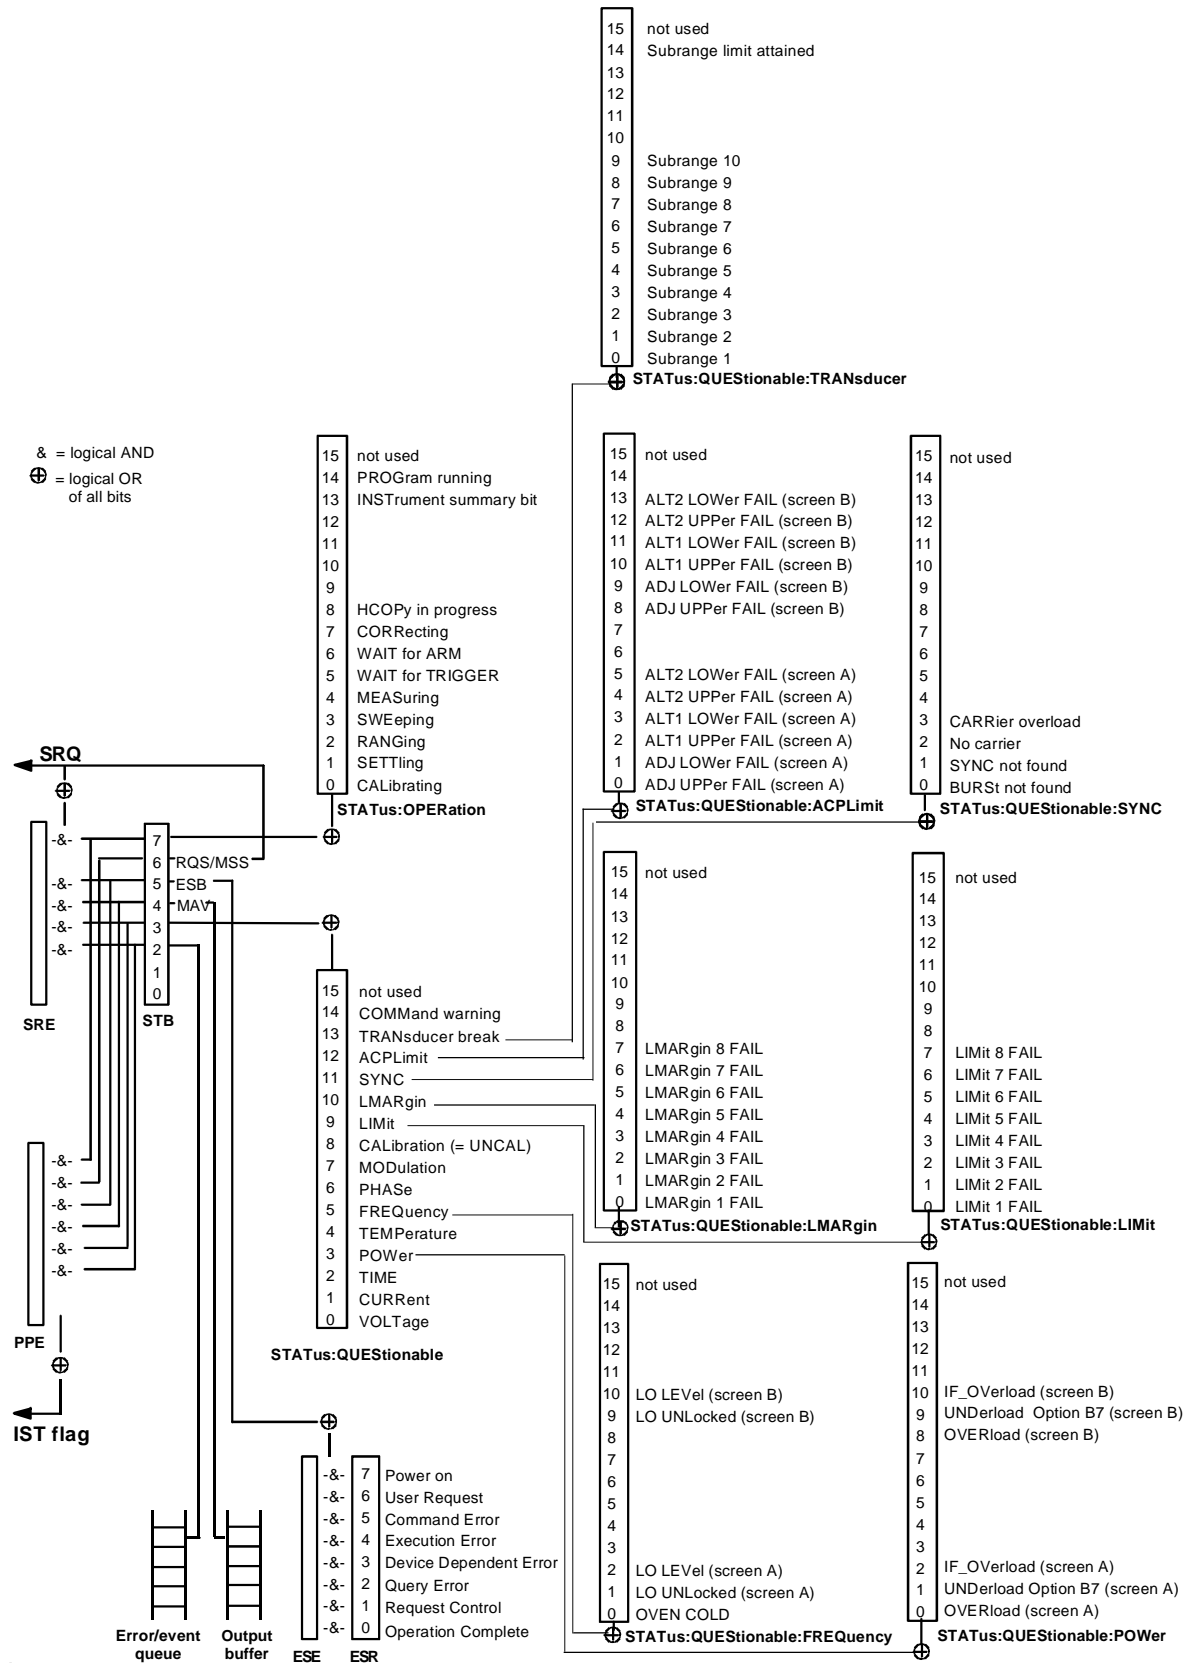 15 not used
14 Subrange limit attained
13
12
11
10
9 Subrange 10
8 Subrange 9
7 Subrange 8
6 Subrange 7
5 Subrange 6
4 Subrange 5
3 Subrange 4
2 Subrange 3
1 Subrange 2
0 Subrange 1
STATus:QUEStionable:TRANsducer
& = logical AND
⊕ = logical OR
of all bits
15 not used
14 PROGram running
13 INSTrument summary bit
12
11
10
9
8 HCOPy in progress
7 CORRecting
6 WAIT for ARM
5 WAIT for TRIGGER
4 MEASuring
3 SWEeping
2 RANGing
1 SETTling
0 CALibrating
STATus:OPERation
15 not used
14
13 ALT2 LOWer FAIL (screen B)
12 ALT2 UPPer FAIL (screen B)
11 ALT1 LOWer FAIL (screen B)
10 ALT1 UPPer FAIL (screen B)
9 ADJ LOWer FAIL (screen B)
8 ADJ UPPer FAIL (screen B)
7
6
5 ALT2 LOWer FAIL (screen A)
4 ALT2 UPPer FAIL (screen A)
3 ALT1 LOWer FAIL (screen A)
2 ALT1 UPPer FAIL (screen A)
1 ADJ LOWer FAIL (screen A)
0 ADJ UPPer FAIL (screen A)
STATus:QUEStionable:ACPLimit
15 not used
14
13
12
11
10
9
8
7
6
5
4
3 CARRier overload
2 No carrier
1 SYNC not found
0 BURSt not found
STATus:QUEStionable:SYNC
SRQ
-&-
-&-
-&-
-&-
-&-
SRE
7
6 RQS/MSS
5 ESB
4 MAV
3
2
1
0
STB
15 not used
14 COMMand warning
13 TRANsducer break
12 ACPLimit
11 SYNC
10 LMARgin
9 LIMit
8 CALibration (= UNCAL)
7 MODulation
6 PHASe
5 FREQuency
4 TEMPerature
3 POWer
2 TIME
1 CURRent
0 VOLTage
STATus:QUEStionable
15 not used
14
13
12
11
10
9
8
7 LMARgin 8 FAIL
6 LMARgin 7 FAIL
5 LMARgin 6 FAIL
4 LMARgin 5 FAIL
3 LMARgin 4 FAIL
2 LMARgin 3 FAIL
1 LMARgin 2 FAIL
0 LMARgin 1 FAIL
STATus:QUEStionable:LMARgin
15 not used
14
13
12
11
10
9
8
7 LIMit 8 FAIL
6 LIMit 7 FAIL
5 LIMit 6 FAIL
4 LIMit 5 FAIL
3 LIMit 4 FAIL
2 LIMit 3 FAIL
1 LIMit 2 FAIL
0 LIMit 1 FAIL
STATus:QUEStionable:LIMit
-&-
-&-
-&-
-&-
-&-
-&-
PPE
IST flag
15 not used
14
13
12
11
10 LO LEVel (screen B)
9 LO UNLocked (screen B)
8
7
6
5
4
3
2 LO LEVel (screen A)
1 LO UNLocked (screen A)
0 OVEN COLD
STATus:QUEStionable:FREQuency
15 not used
14
13
12
11
10 IF_OVerload (screen B)
9 UNDerload Option B7 (screen B)
8 OVERload (screen B)
7
6
5
4
3
2 IF_OVerload (screen A)
1 UNDerload Option B7 (screen A)
0 OVERload (screen A)
STATus:QUEStionable:POWer
-&- 7 Power on
-&- 6 User Request
-&- 5 Command Error
-&- 4 Execution Error
-&- 3 Device Dependent Error
-&- 2 Query Error
-&- 1 Request Control
-&- 0 Operation Complete
ESE ESR
Error/event
queue
Output
buffer